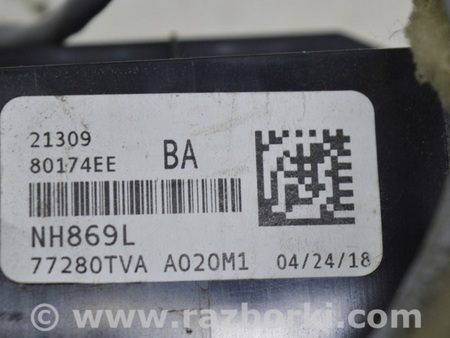 21309
80174EE BA
NH869L
77280TVA A020M1 04/24/18
www.razborki.com